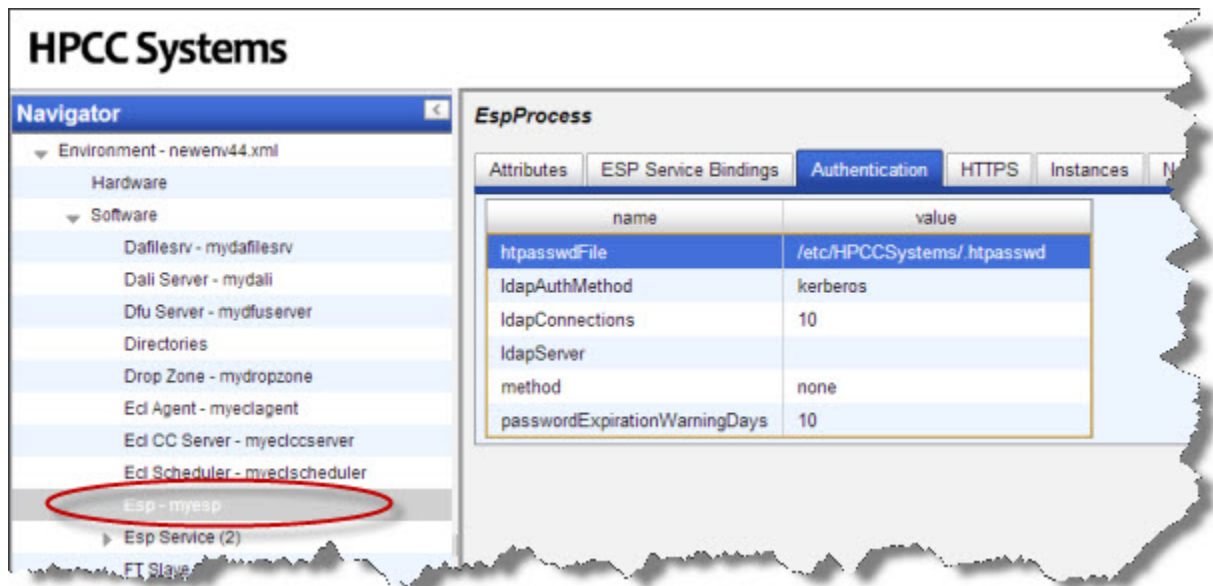 HPCC Systems
Navigator
Environment - newenv44.xml
Hardware
Software
Dafilesrv - mydafilesrv
Dali Server - mydali
Dfu Server - mydfuserver
Directories
Drop Zone - mydropzone
Ecl Agent - myeclagent
Ecl CC Server - myeclccserver
Ecl Scheduler - myeclscheduler
Esp - myesp
Esp Service (2)
FT Slave
EspProcess
Attributes ESP Service Bindings Authentication HTTPS Instances
name value
htpasswdFile /etc/HPCCSystems/.htpasswd
ldapAuthMethod kerberos
ldapConnections 10
ldapServer
method none
passwordExpirationWarningDays 10